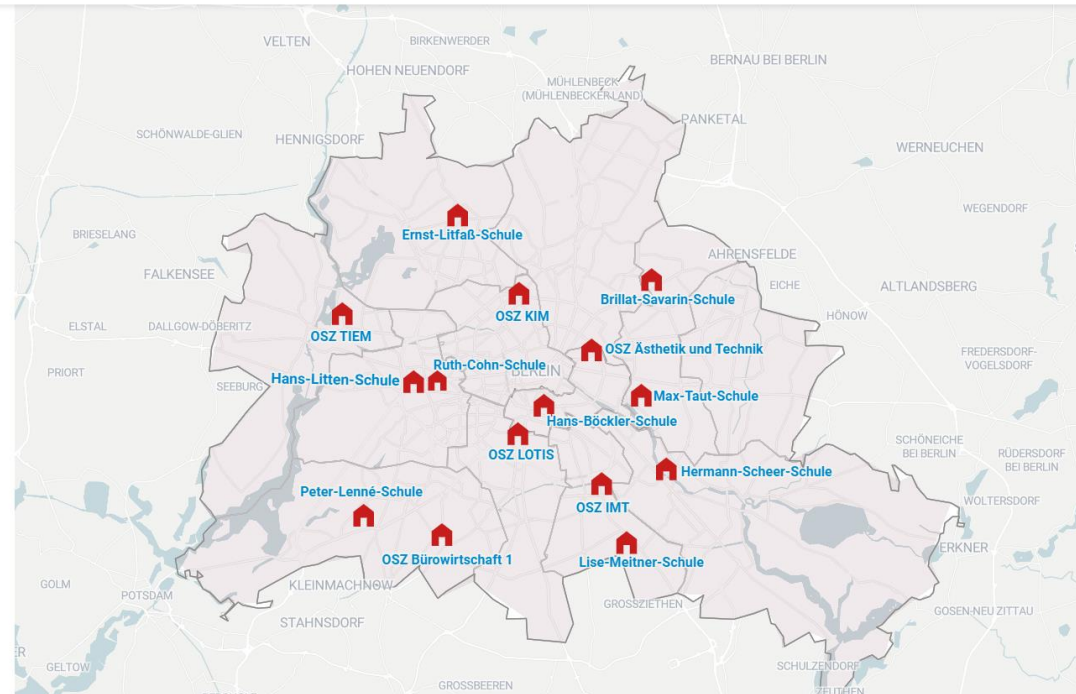 VELTEN
BIRKENWERDER
HOHEN NEUENDORF
BERNAU BEI BERLIN
MÜHLENBECK
(MÜHLENBECKER LAND)
PANKETAL
SCHÖNWALDE-GLIEN
HENNIGSDORF
WERNEUCHEN
WEGENDORF
BRIESELANG
Ernst-Litfaß-Schule
AHRENSFELDE
FALKENSEE
EICHE
ALTLANDSBERG
Brillat-Savarin-Schule
OSZ KIM
HÖNOW
ELSTAL
DALLGOW-DÖBERITZ
OSZ TIEM
OSZ Ästhetik und Technik
FREDERSDORF-
VOGELSDORF
PRIORT
Ruth-Cohn-Schule
BERLIN
Hans-Litten-Schule
SEEBURG
Max-Taut-Schule
Hans-Böckler-Schule
SCHÖNEICHE
BEI BERLIN
RÜDERSDORF
BEI BERLIN
OSZ LOTIS
Hermann-Scheer-Schule
Peter-Lenné-Schule
WOLTERSDORF
OSZ IMT
ERKNER
OSZ Bürowirtschaft 1
Lise-Meitner-Schule
GOLM
KLEINMACHNOW
POTSDAM
GROSSZIETHEN
GOSEN-NEU ZITTAU
STAHNSDORF
GELTOW
SCHULZENDORF
GROSSBEEREN
ZEUTHEN